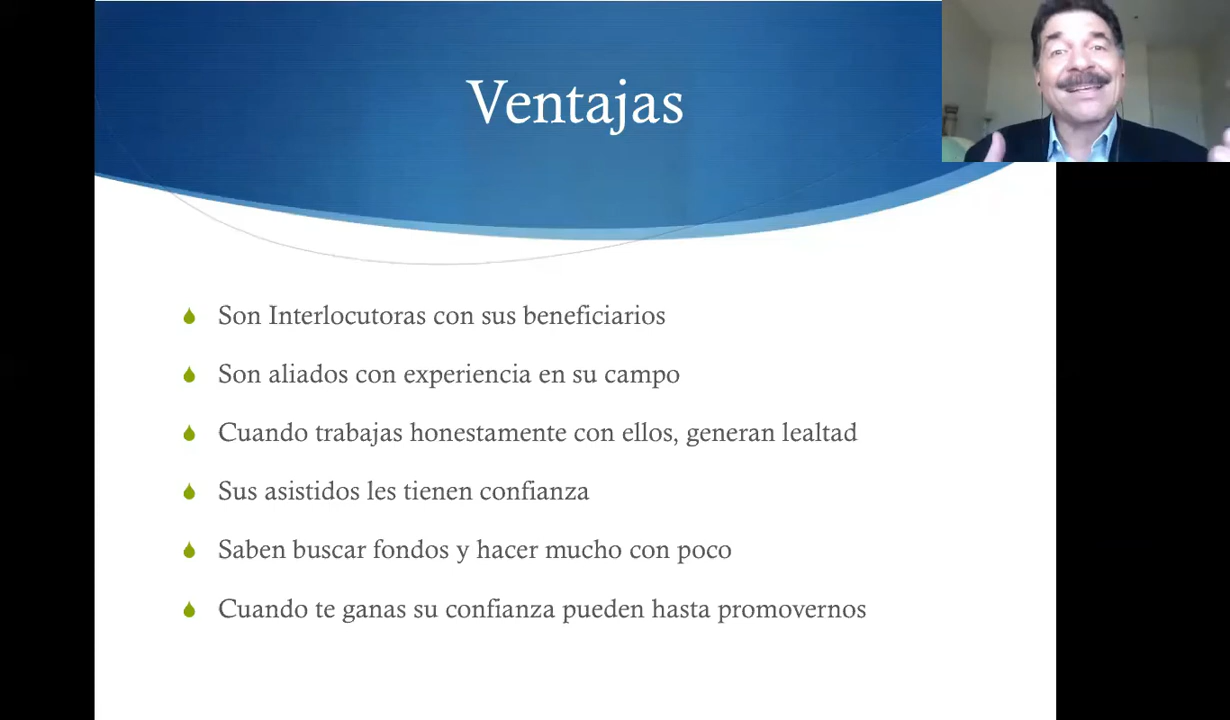 Ventajas
Son Interlocutoras con sus beneficiarios
Son aliados con experiencia en su campo
Cuando trabajas honestamente con ellos, generan lealtad
Sus asistidos les tienen confianza
Saben buscar fondos y hacer mucho con poco
Cuando te ganas su confianza pueden hasta promovernos